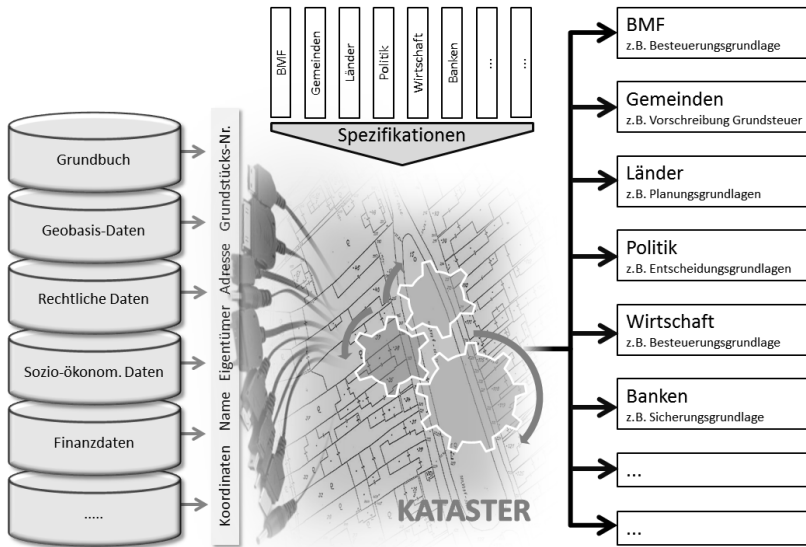 BMF
Gemeinden
Länder
Politik
Wirtschaft
Banken
...
...
Spezifikationen
Grundbuch
Geobasis-Daten
Rechtliche Daten
Sozio-ökonom. Daten
Finanzdaten
.....
Koordinaten Name Eigentümer Adresse Grundstücks-Nr.
KATASTER
BMF
z.B. Besteuerungsgrundlage
Gemeinden
z.B. Vorschreibung Grundsteuer
Länder
z.B. Planungsgrundlagen
Politik
z.B. Entscheidungsgrundlagen
Wirtschaft
z.B. Besteuerungsgrundlage
Banken
z.B. Sicherungsgrundlage
...
...